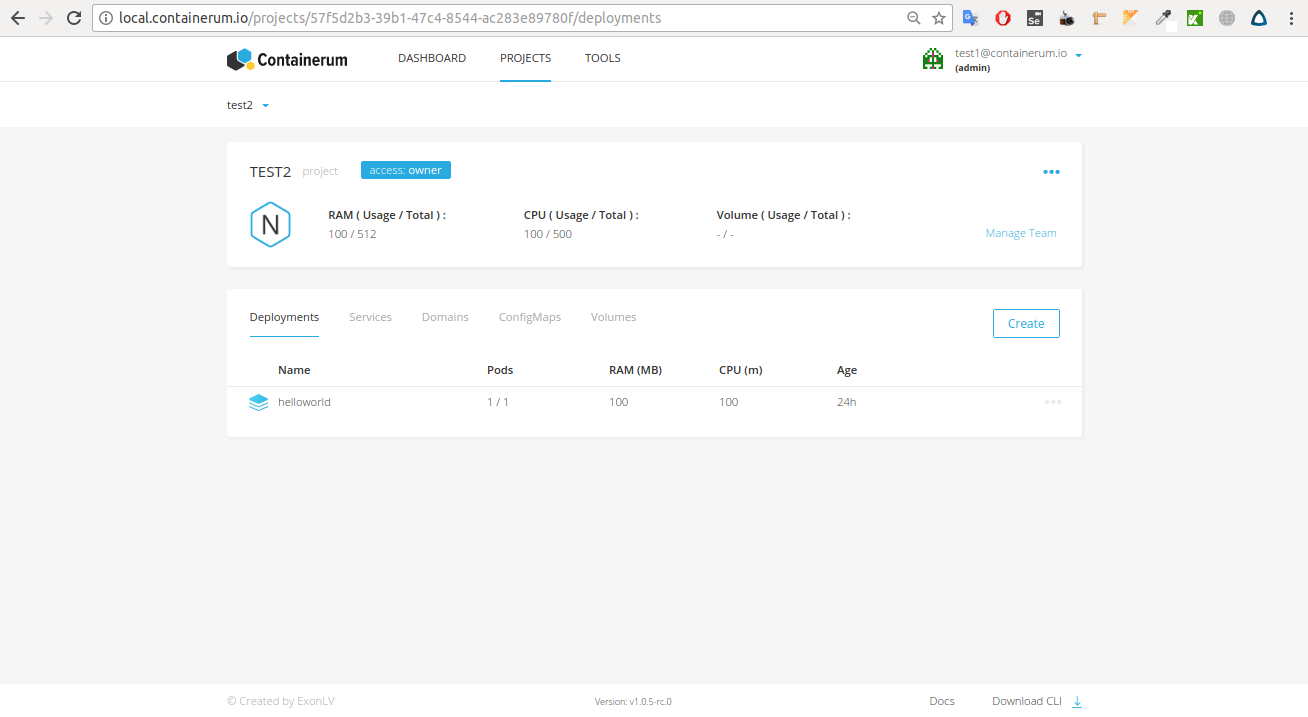 local.containerum.io/projects/57f5d2b3-39b1-47c4-8544-ac283e89780f/deployments
Se
K
Containerum DASHBOARD PROJECTS TOOLS test1@containerum.io
(admin)
test2
TEST2 project access: owner
N
RAM ( Usage / Total ) : CPU ( Usage / Total ) : Volume ( Usage / Total ) :
100 / 512 100 / 500 - / - Manage Team
Deployments Services Domains ConfigMaps Volumes Create
Name Pods RAM (MB) CPU (m) Age
helloworld 1 / 1 100 100 24h
© Created by ExonLV Version: v1.0.5-rc.0 Docs Download CLI